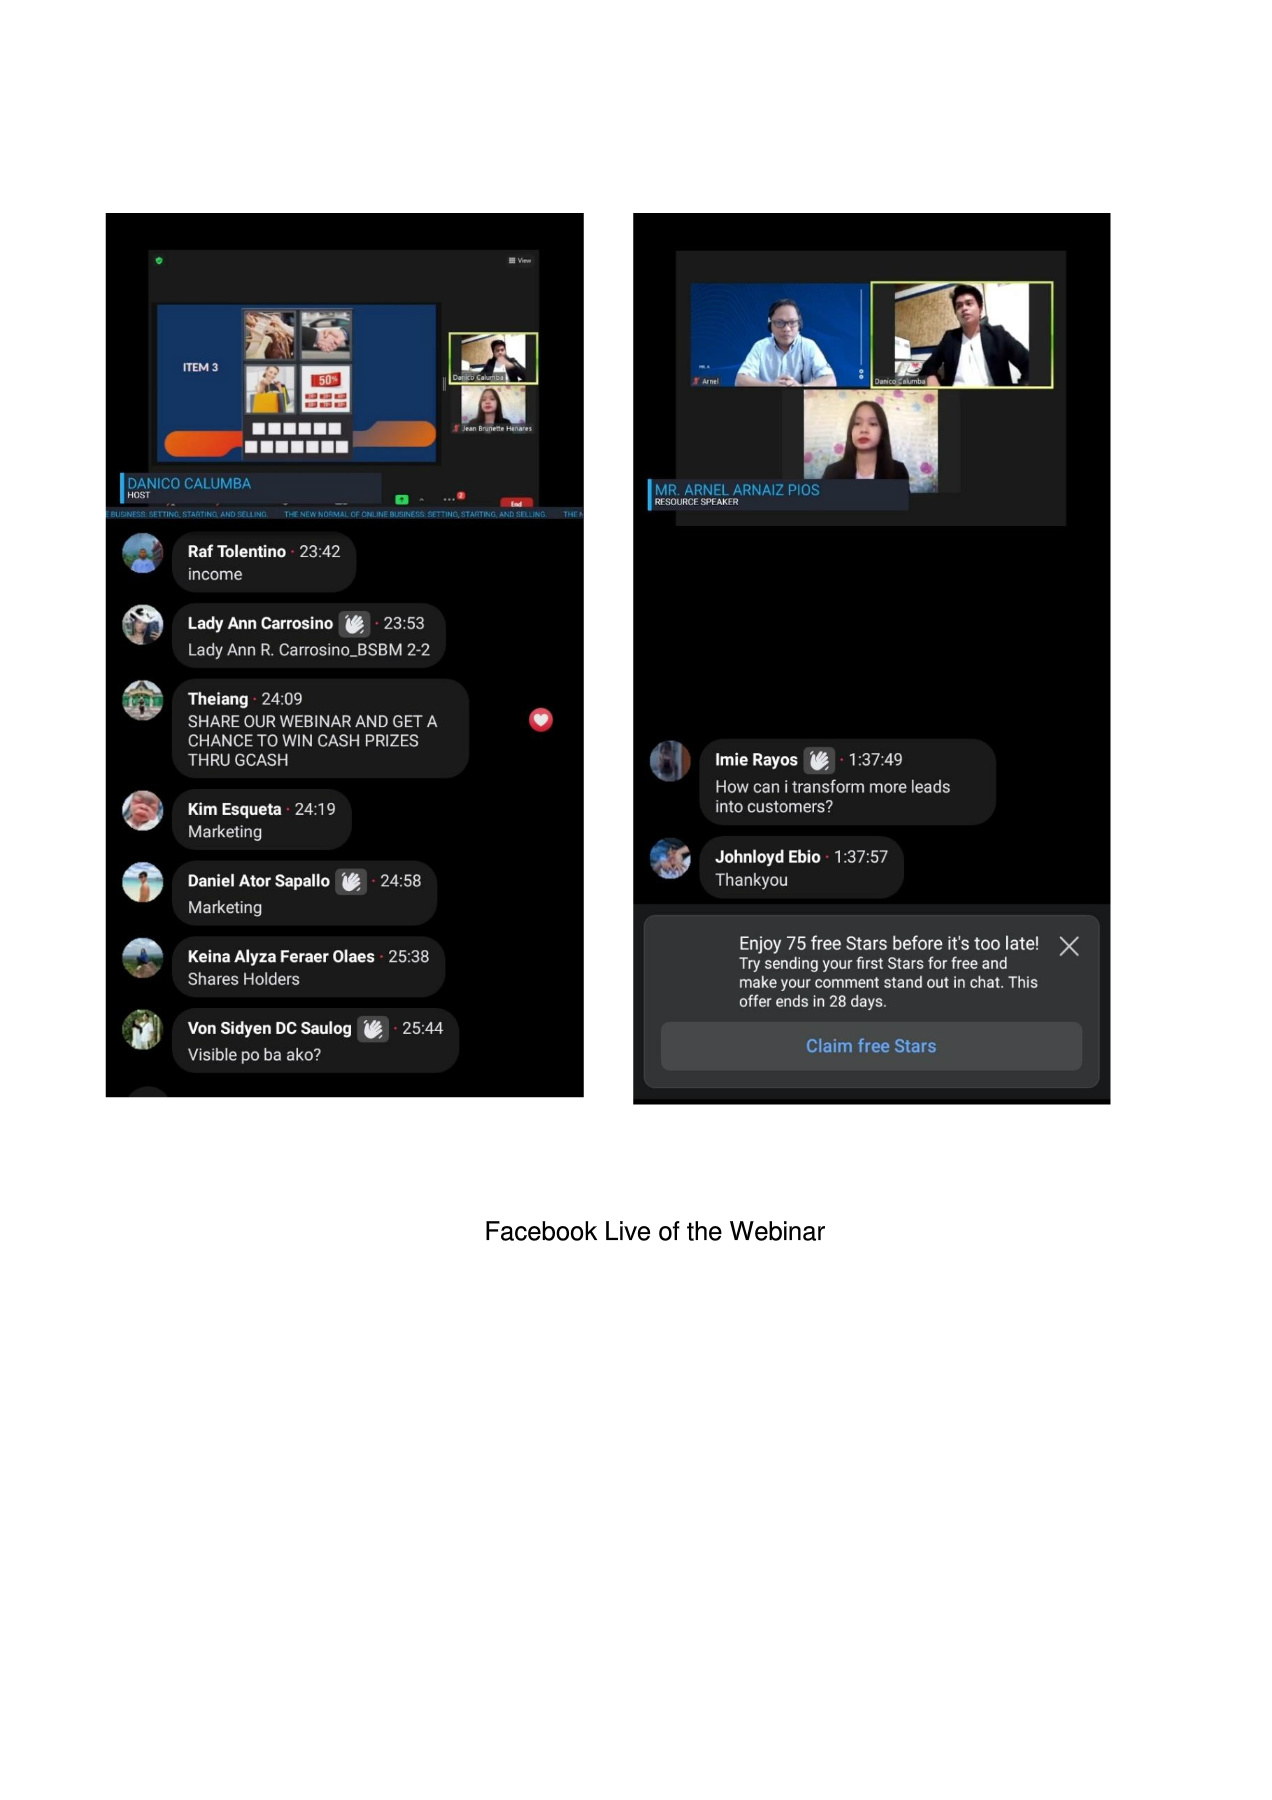 View
ITEM 3
50%
Danico Calumba
Jean Brunette Henares
DANICO CALUMBA
HOST
End
E BUSINESS: SETTING, STARTING, AND SELLING. THE NEW NORMAL OF ONLINE BUSINESS: SETTING, STARTING, AND SELLING. THE N
Raf Tolentino · 23:42
income
Lady Ann Carrosino 👋 · 23:53
Lady Ann R. Carrosino_BSBM 2-2
Theiang · 24:09
SHARE OUR WEBINAR AND GET A
CHANCE TO WIN CASH PRIZES
THRU GCASH
Kim Esqueta · 24:19
Marketing
Daniel Ator Sapallo 👋 · 24:58
Marketing
Keina Alyza Feraer Olaes · 25:38
Shares Holders
Von Sidyen DC Saulog 👋 · 25:44
Visible po ba ako?
Arnel
Danico Calumba
MR. ARNEL ARNAIZ PIOS
RESOURCE SPEAKER
Imie Rayos 👋 · 1:37:49
How can i transform more leads
into customers?
Johnloyd Ebio · 1:37:57
Thankyou
Enjoy 75 free Stars before it's too late!
Try sending your first Stars for free and
make your comment stand out in chat. This
offer ends in 28 days.
Claim free Stars
Facebook Live of the Webinar